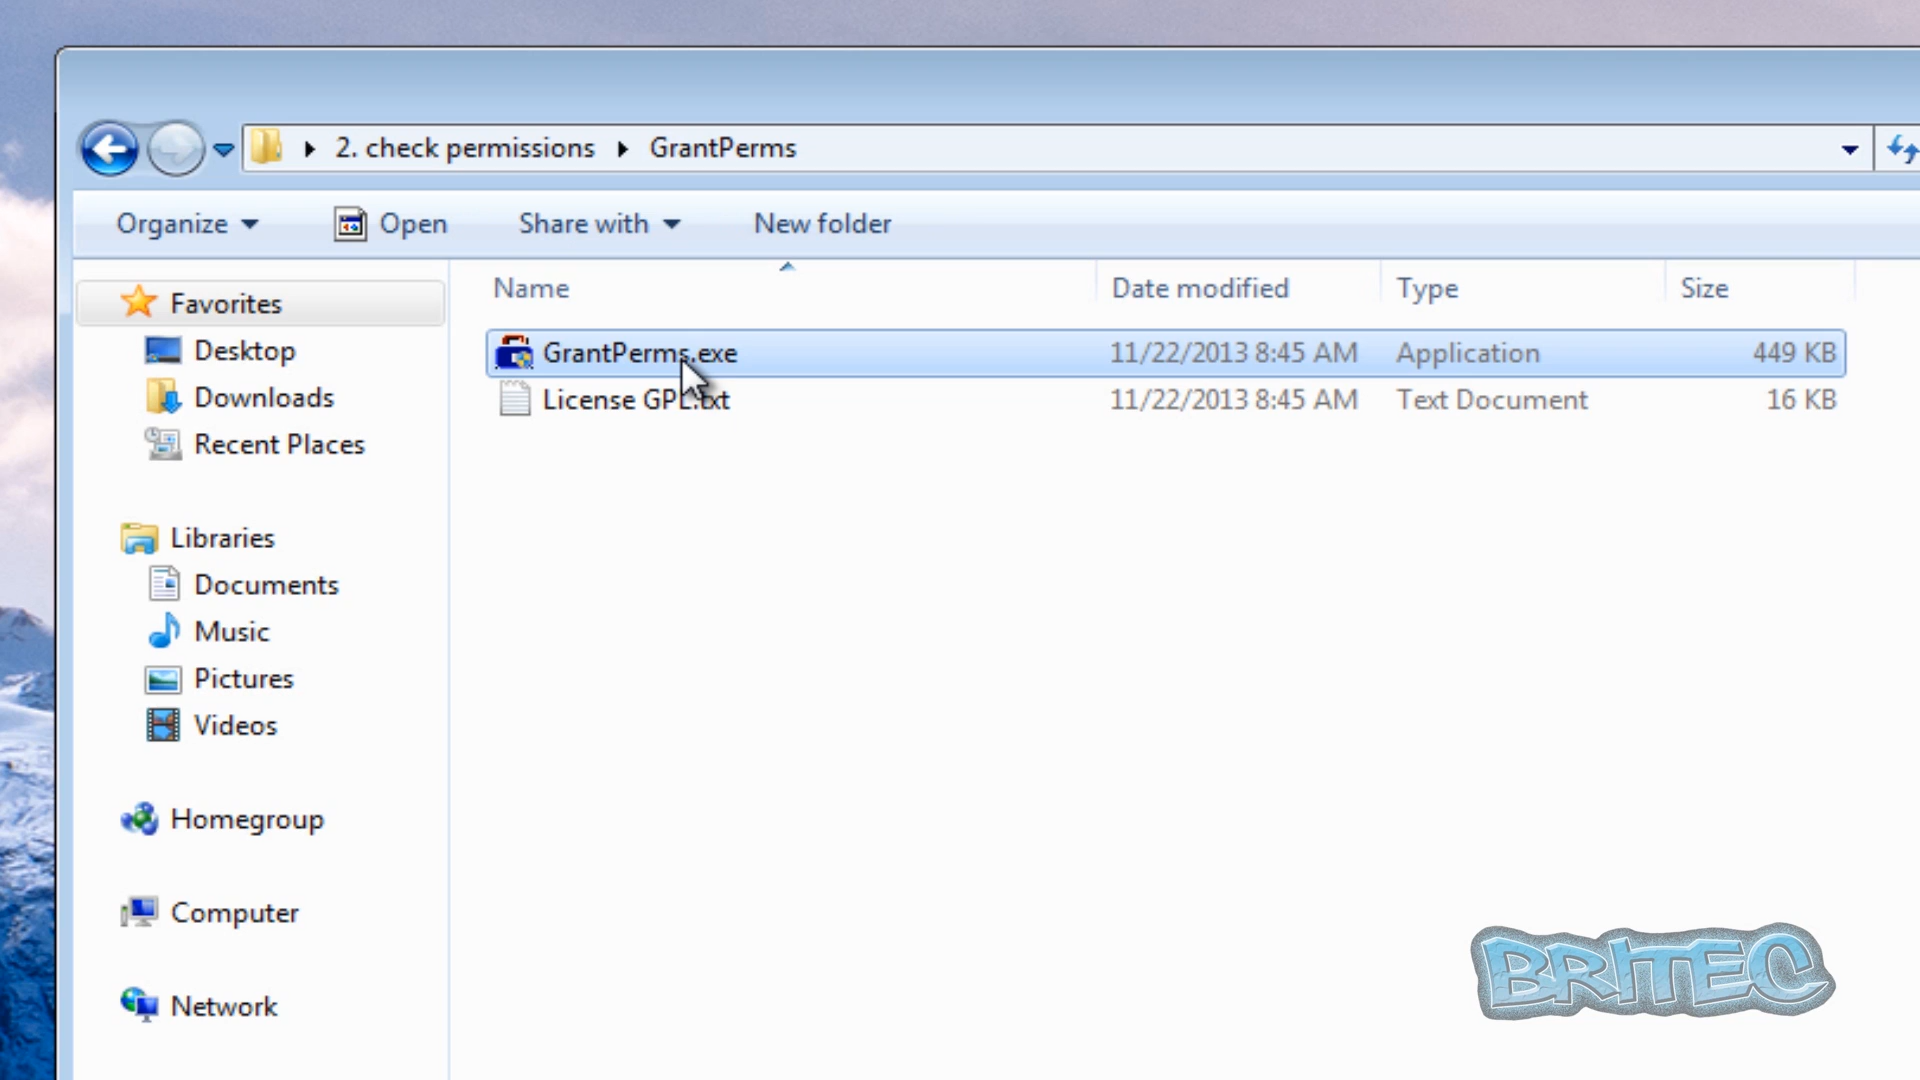 2. check permissions GrantPerms
Organize Open Share with New folder
Name Date modified Type Size
Favorites
GrantPerms.exe 11/22/2013 8:45 AM Application 449 KB
Desktop
License GPL.txt 11/22/2013 8:45 AM Text Document 16 KB
Downloads
Recent Places
Libraries
Documents
Music
Pictures
Videos
Homegroup
Computer
Network
BRITEC